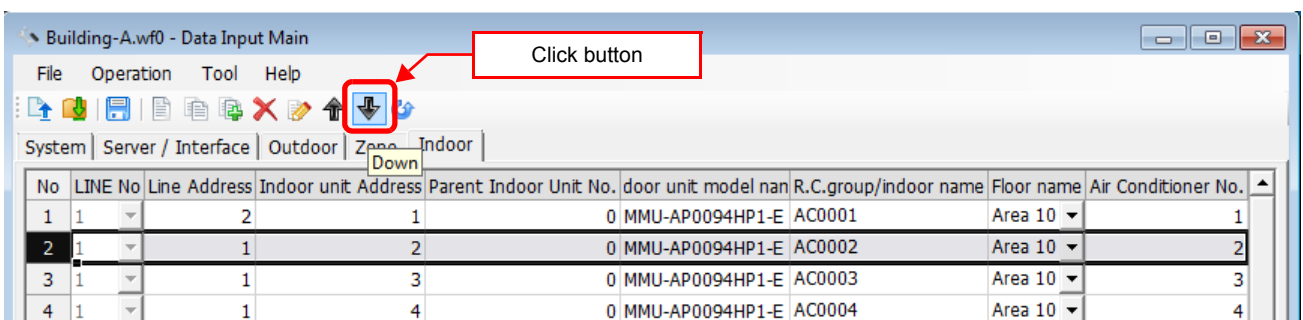 Building-A.wf0 - Data Input Main
Click button
File Operation Tool Help
System Server / Interface Outdoor Zone Indoor
Down
No LINE No Line Address Indoor unit Address Parent Indoor Unit No. door unit model nan R.C.group/indoor name Floor name Air Conditioner No.
1 1 2 1 0 MMU-AP0094HP1-E AC0001 Area 10 1
2 1 1 2 0 MMU-AP0094HP1-E AC0002 Area 10 2
3 1 1 3 0 MMU-AP0094HP1-E AC0003 Area 10 3
4 1 1 4 0 MMU-AP0094HP1-E AC0004 Area 10 4